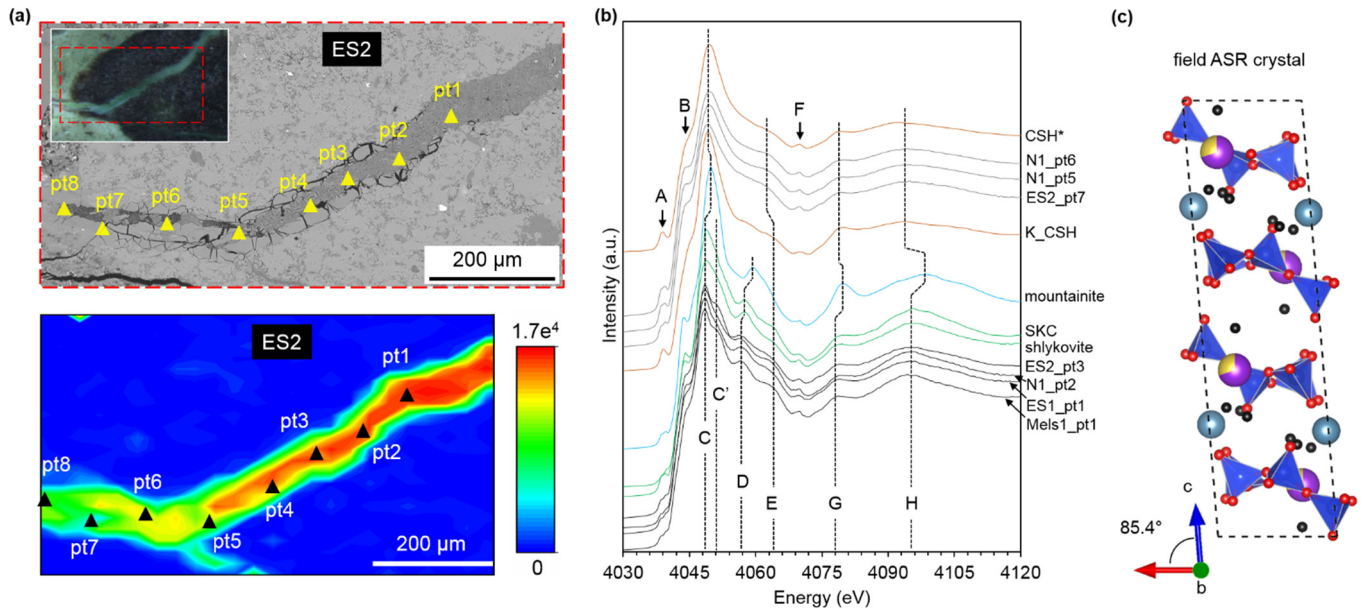 (a)
ES2
pt1
pt2
pt3
pt4
pt5
pt6
pt7
pt8
200 µm
ES2
1.7e⁴
0
pt1
pt2
pt3
pt4
pt5
pt6
pt7
pt8
200 µm
(b)
Intensity (a.u.)
A
B
F
C
C'
D
E
G
H
CSH*
N1_pt6
N1_pt5
ES2_pt7
K_CSH
mountainite
SKC
shlykovite
ES2_pt3
N1_pt2
ES1_pt1
Mels1_pt1
4030 4045 4060 4075 4090 4105 4120
Energy (eV)
(c)
field ASR crystal
c
85.4°
b